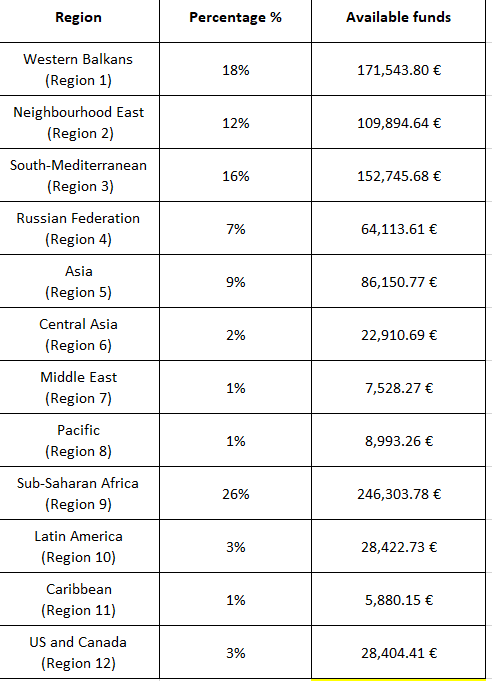 Region Percentage % Available funds
Western Balkans
(Region 1) 18% 171,543.80 €
Neighbourhood East
(Region 2) 12% 109,894.64 €
South-Mediterranean
(Region 3) 16% 152,745.68 €
Russian Federation
(Region 4) 7% 64,113.61 €
Asia
(Region 5) 9% 86,150.77 €
Central Asia
(Region 6) 2% 22,910.69 €
Middle East
(Region 7) 1% 7,528.27 €
Pacific
(Region 8) 1% 8,993.26 €
Sub-Saharan Africa
(Region 9) 26% 246,303.78 €
Latin America
(Region 10) 3% 28,422.73 €
Caribbean
(Region 11) 1% 5,880.15 €
US and Canada
(Region 12) 3% 28,404.41 €